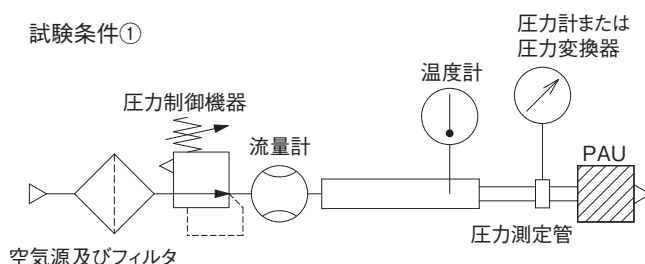 試験条件①
圧力計または
圧力変換器
温度計
圧力制御機器
流量計
PAU
圧力測定管
空気源及びフィルタ